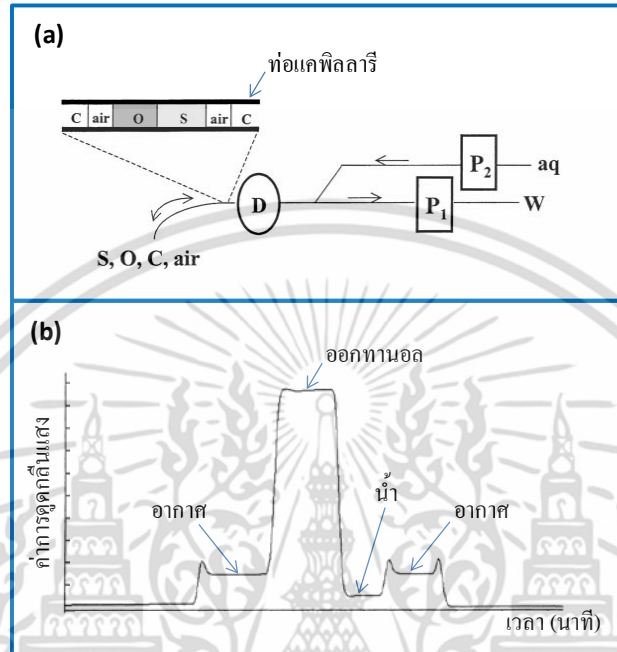 (a)
ท่อแคพิลลารี
C air O S air C
P2 aq
D P1 W
S, O, C, air
(b)
ออกทานอล
น้ำ
อากาศ อากาศ
ค่าการดูดกลืนแสง
เวลา (นาที)